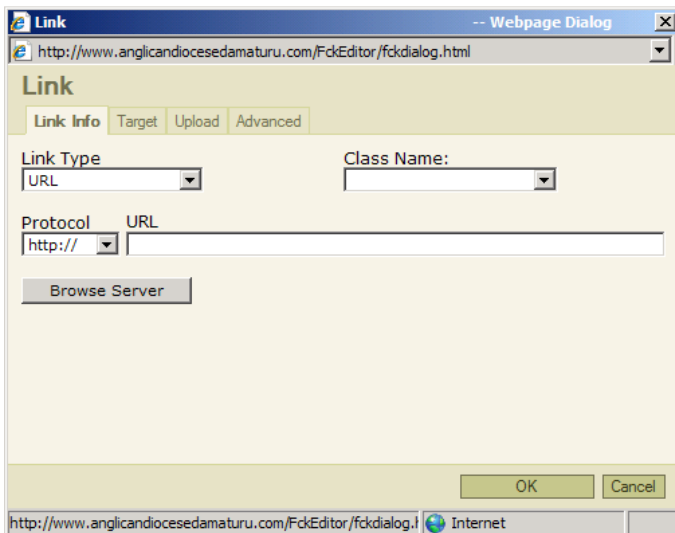 Link -- Webpage Dialog
http://www.anglicandiocesedamaturu.com/FckEditor/fckdialog.html
Link
Link Info Target Upload Advanced
Link Type Class Name:
URL
Protocol URL
http://
Browse Server
OK Cancel
http://www.anglicandiocesedamaturu.com/FckEditor/fckdialog.h Internet